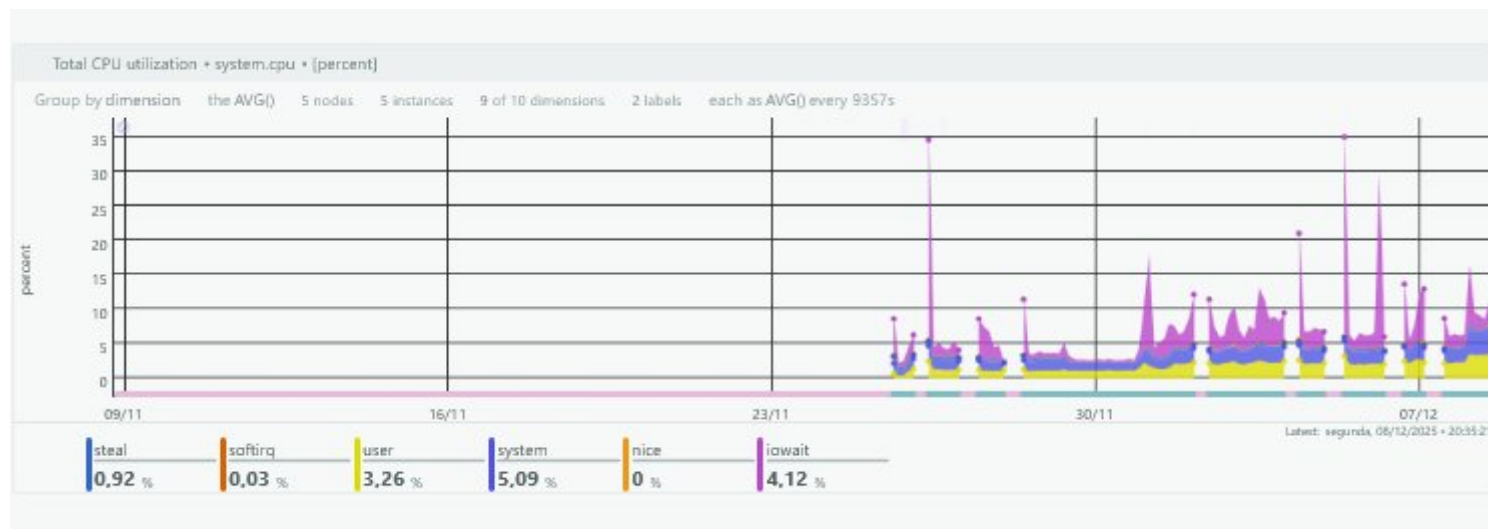 Total CPU utilization • system.cpu • [percent]
Group by dimension the AVG() 5 nodes 5 instances 9 of 10 dimensions 2 labels each as AVG() every 9357s
35
30
25
20
15
10
5
0
percent
09/11 16/11 23/11 30/11 07/12
Latest: segunda, 08/12/2025 • 20:35:2
steal softirq user system nice iowait
0,92 % 0,03 % 3,26 % 5,09 % 0 % 4,12 %